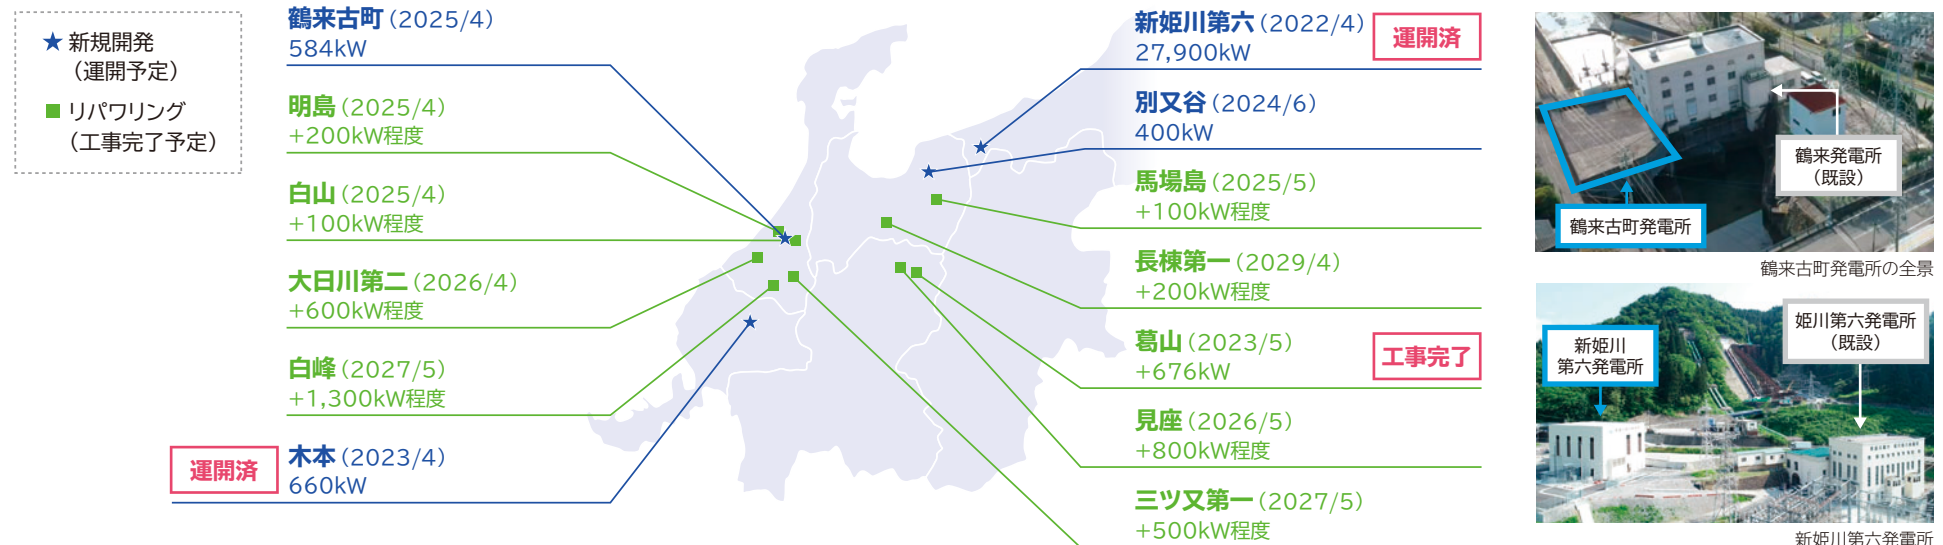 ★ 新規開発
（運開予定）
■ リパワリング
（工事完了予定）
鶴来古町（2025/4）
584kW
明島（2025/4）
+200kW程度
白山（2025/4）
+100kW程度
大日川第二（2026/4）
+600kW程度
白峰（2027/5）
+1,300kW程度
運開済
木本（2023/4）
660kW
新姫川第六（2022/4）
27,900kW
運開済
別又谷（2024/6）
400kW
馬場島（2025/5）
+100kW程度
長棟第一（2029/4）
+200kW程度
葛山（2023/5）
+676kW
工事完了
見座（2026/5）
+800kW程度
三ツ又第一（2027/5）
+500kW程度
鶴来発電所
（既設）
鶴来古町発電所
鶴来古町発電所の全景
姫川第六発電所
（既設）
新姫川
第六発電所
新姫川第六発電所